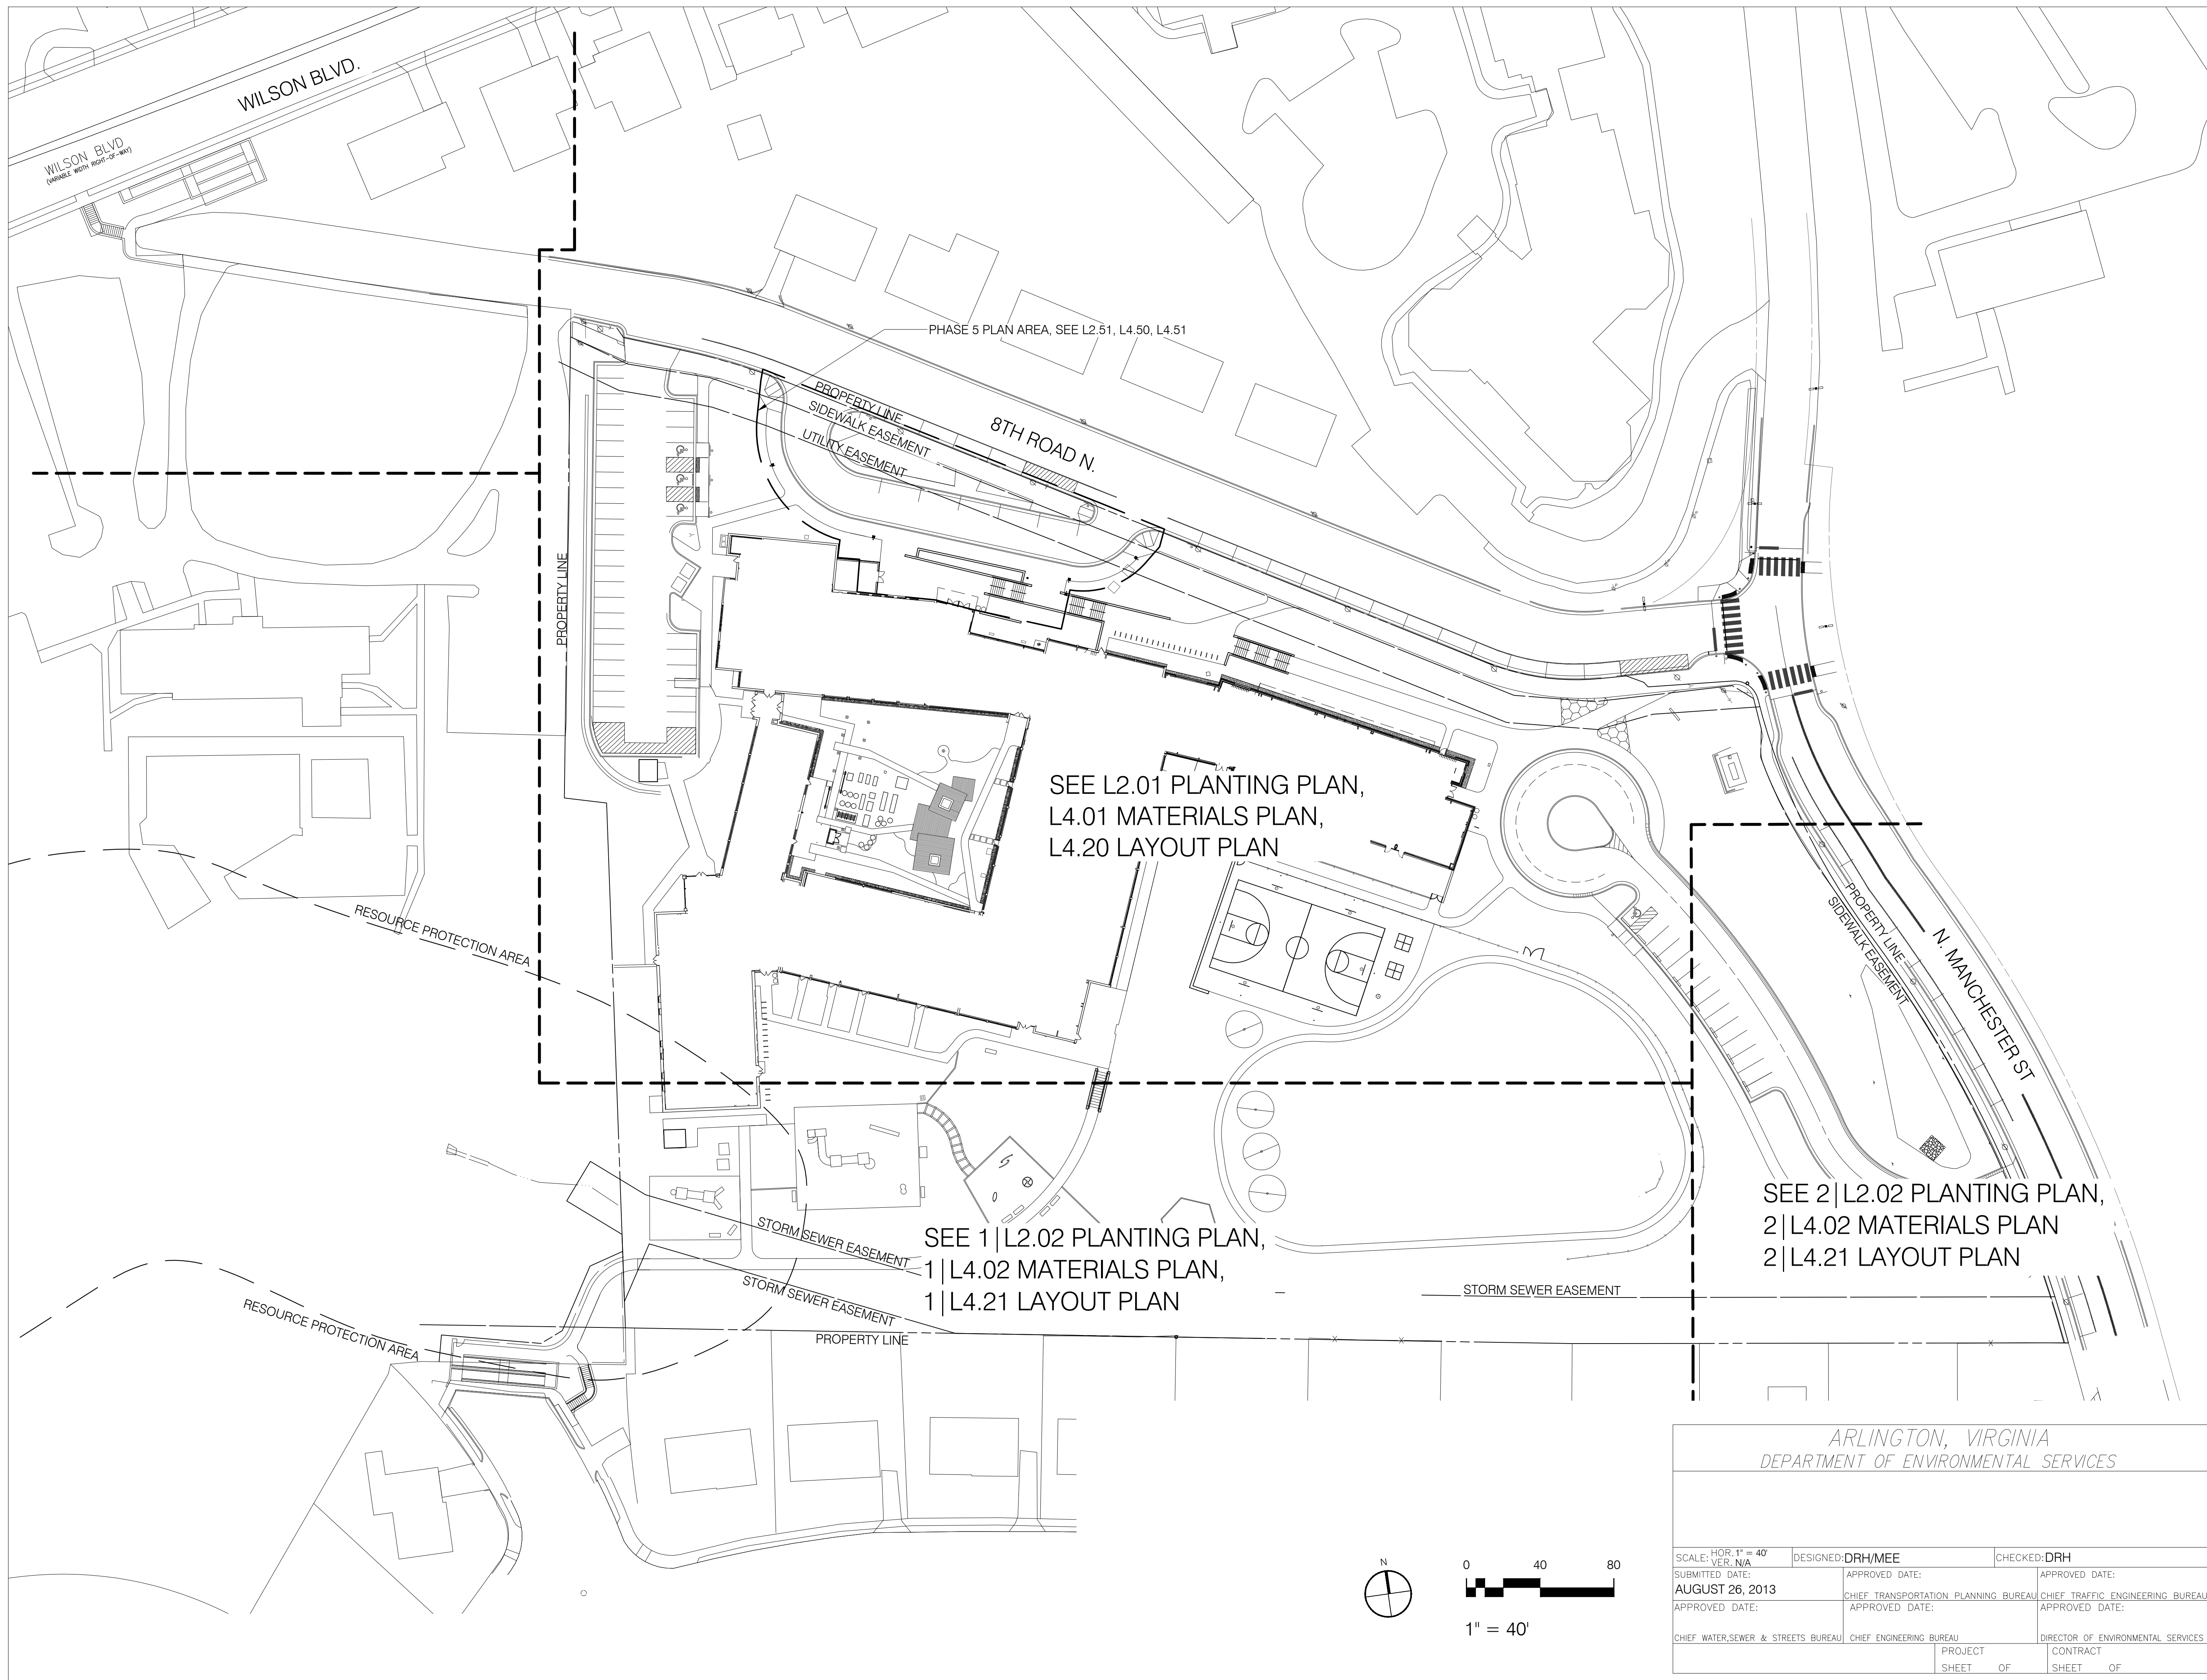 WILSON BLVD.
WILSON BLVD
(VARIABLE WIDTH RIGHT-OF-WAY)
PHASE 5 PLAN AREA, SEE L2.51, L4.50, L4.51
PROPERTY LINE
SIDEWALK EASEMENT
UTILITY EASEMENT
8TH ROAD N.
PROPERTY LINE
SEE L2.01 PLANTING PLAN,
L4.01 MATERIALS PLAN,
L4.20 LAYOUT PLAN
RESOURCE PROTECTION AREA
PROPERTY LINE
SIDEWALK EASEMENT
N. MANCHESTER ST
SEE 2|L2.02 PLANTING PLAN,
2|L4.02 MATERIALS PLAN
2|L4.21 LAYOUT PLAN
STORM SEWER EASEMENT
SEE 1|L2.02 PLANTING PLAN,
1|L4.02 MATERIALS PLAN,
1|L4.21 LAYOUT PLAN
STORM SEWER EASEMENT
STORM SEWER EASEMENT
RESOURCE PROTECTION AREA
PROPERTY LINE
N
0 40 80
1" = 40'
ARLINGTON, VIRGINIA
DEPARTMENT OF ENVIRONMENTAL SERVICES
SCALE: HOR. 1" = 40'
VER. N/A
DESIGNED: DRH/MEE
CHECKED: DRH
SUBMITTED DATE:
AUGUST 26, 2013
APPROVED DATE:
CHIEF TRANSPORTATION PLANNING BUREAU
APPROVED DATE:
CHIEF TRAFFIC ENGINEERING BUREAU
APPROVED DATE:
CHIEF WATER,SEWER & STREETS BUREAU
APPROVED DATE:
CHIEF ENGINEERING BUREAU
APPROVED DATE:
DIRECTOR OF ENVIRONMENTAL SERVICES
PROJECT
SHEET OF
CONTRACT
SHEET OF